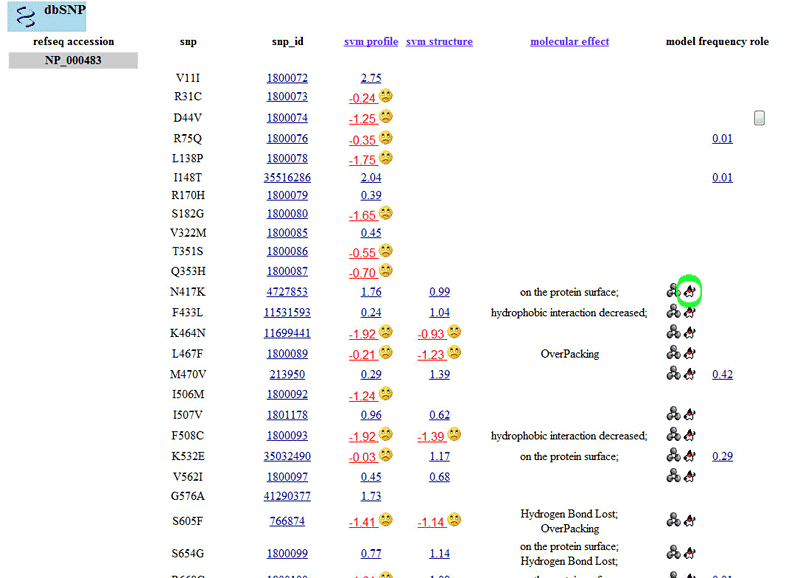 dbSNP
refseq accession snp snp_id svm profile svm structure molecular effect model frequency role
NP_000483
V11I 1800072 2.75
R31C 1800073 -0.24
D44V 1800074 -1.25
R75Q 1800076 -0.35 0.01
L138P 1800078 -1.75
I148T 35516286 2.04 0.01
R170H 1800079 0.39
S182G 1800080 -1.65
V322M 1800085 0.45
T351S 1800086 -0.55
Q353H 1800087 -0.70
N417K 4727853 1.76 0.99 on the protein surface;
F433L 11531593 0.24 1.04 hydrophobic interaction decreased;
K464N 11699441 -1.92 -0.93
L467F 1800089 -0.21 -1.23 OverPacking
M470V 213950 0.29 1.39 0.42
I506M 1800092 -1.24
I507V 1801178 0.96 0.62
F508C 1800093 -1.92 -1.39 hydrophobic interaction decreased;
K532E 35032490 -0.03 1.17 on the protein surface; 0.29
V562I 1800097 0.45 0.68
G576A 41290377 1.73
S605F 766874 -1.41 -1.14 Hydrogen Bond Lost;
OverPacking
S654G 1800099 0.77 1.14 on the protein surface;
Hydrogen Bond Lost;